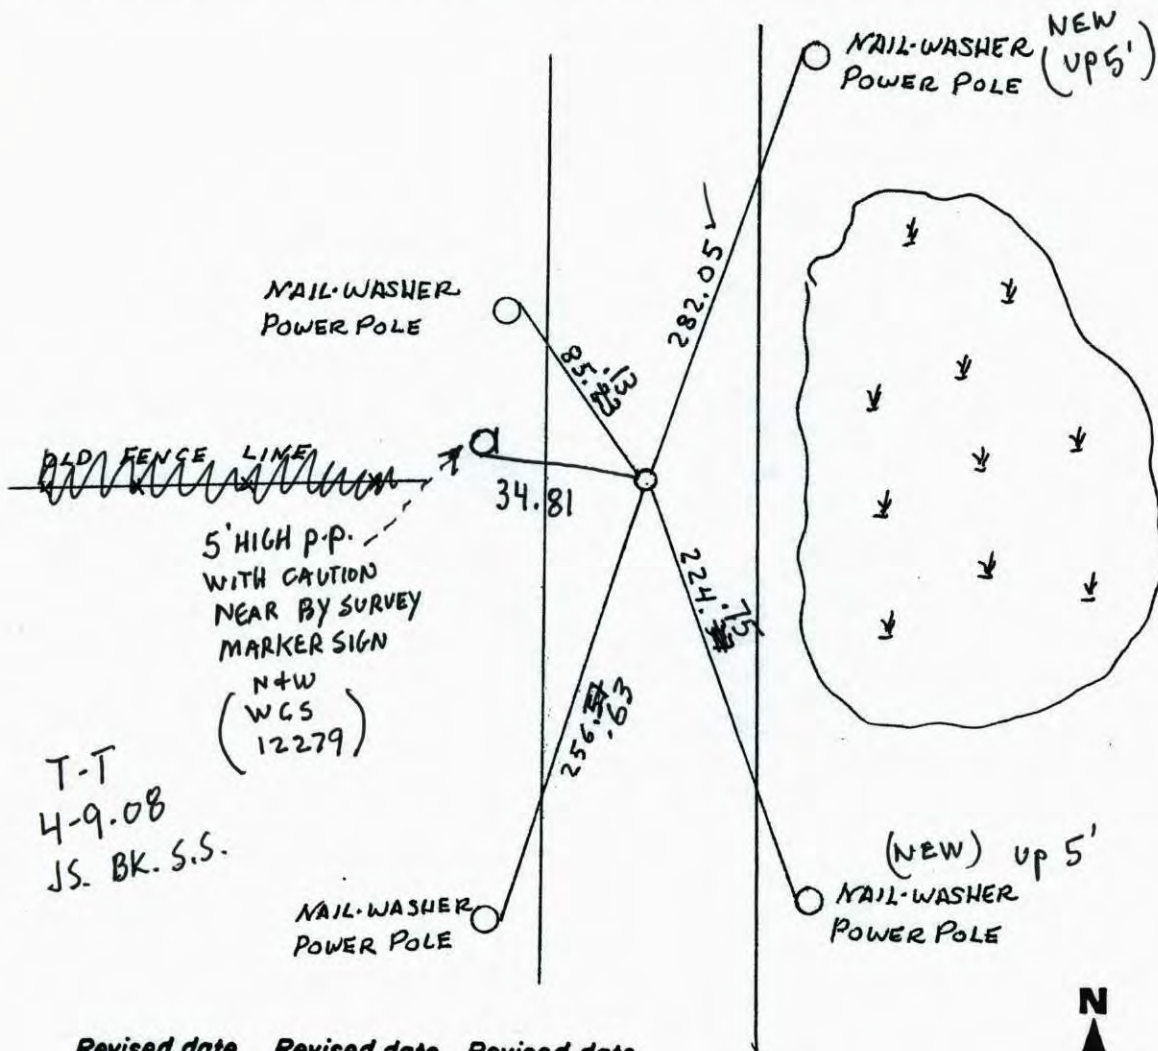 NAIL-WASHER NEW
POWER POLE (UP 5')
282.05'
NAIL-WASHER
POWER POLE
85..13
OLD FENCE LINE
34.81
5' HIGH P.P.
WITH CAUTION
NEAR BY SURVEY
MARKER SIGN
N+W
(WCS
12279)
224..75
256..63
T-T
4-9-08
JS. BK. S.S.
(NEW) UP 5'
NAIL-WASHER
POWER POLE
NAIL-WASHER
POWER POLE
N
Revised date Revised date Revised date